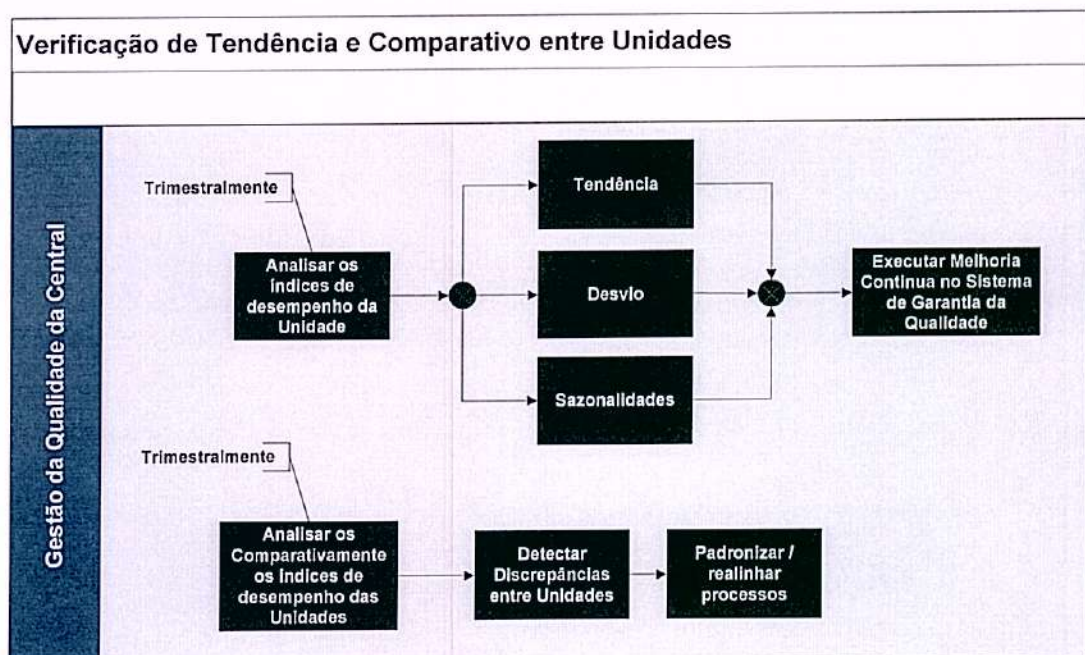 Verificação de Tendência e Comparativo entre Unidades
Gestão da Qualidade da Central
Trimestralmente
Analisar os
índices de
desempenho da
Unidade
Tendência
Desvio
Sazonalidades
Executar Melhoria
Continua no Sistema
de Garantia da
Qualidade
Trimestralmente
Analisar os
Comparativamente
os índices de
desempenho das
Unidades
Detectar
Discrepâncias
entre Unidades
Padronizar /
realinhar
processos